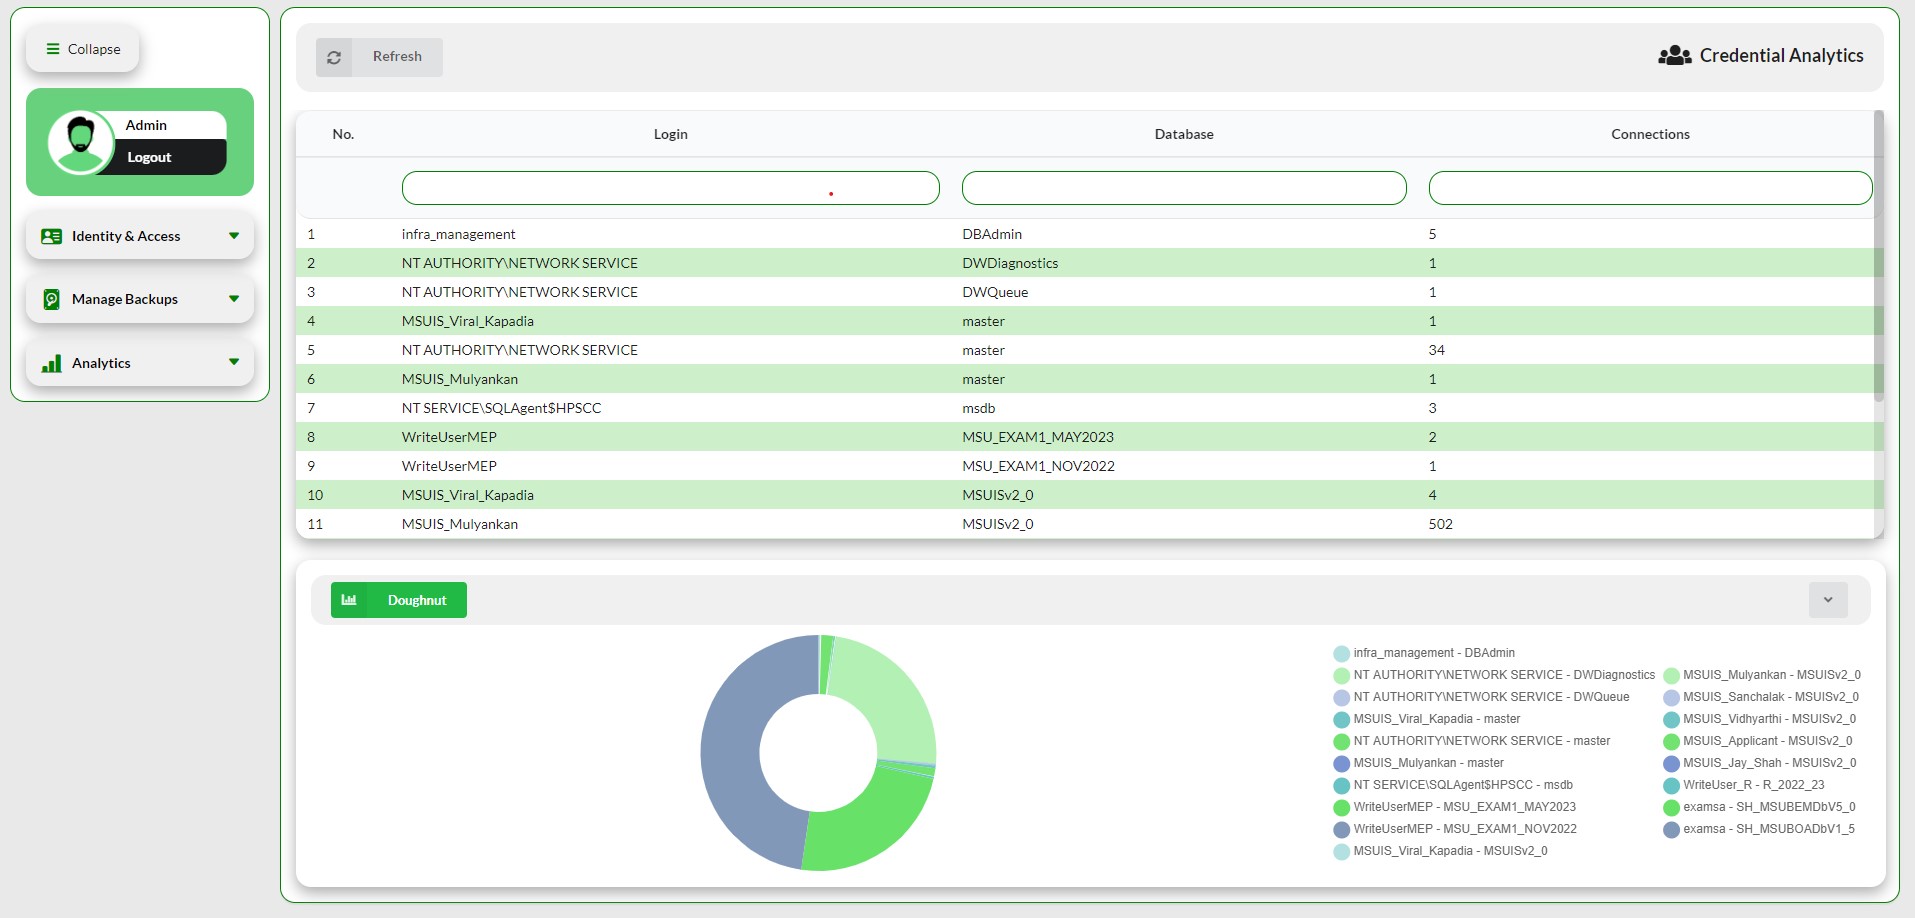 Collapse
Admin
Logout
Identity & Access
Manage Backups
Analytics
Refresh
Credential Analytics
No. Login Database Connections
1 infra_management DBAdmin 5
2 NT AUTHORITY\NETWORK SERVICE DWDiagnostics 1
3 NT AUTHORITY\NETWORK SERVICE DWQueue 1
4 MSUIS_Viral_Kapadia master 1
5 NT AUTHORITY\NETWORK SERVICE master 34
6 MSUIS_Mulyankan master 1
7 NT SERVICE\SQLAgent$HPSCC msdb 3
8 WriteUserMEP MSU_EXAM1_MAY2023 2
9 WriteUserMEP MSU_EXAM1_NOV2022 1
10 MSUIS_Viral_Kapadia MSUISv2_0 4
11 MSUIS_Mulyankan MSUISv2_0 502
Doughnut
infra_management - DBAdmin
NT AUTHORITY\NETWORK SERVICE - DWDiagnostics
NT AUTHORITY\NETWORK SERVICE - DWQueue
MSUIS_Viral_Kapadia - master
NT AUTHORITY\NETWORK SERVICE - master
MSUIS_Mulyankan - master
NT SERVICE\SQLAgent$HPSCC - msdb
WriteUserMEP - MSU_EXAM1_MAY2023
WriteUserMEP - MSU_EXAM1_NOV2022
MSUIS_Viral_Kapadia - MSUISv2_0
MSUIS_Mulyankan - MSUISv2_0
MSUIS_Sanchalak - MSUISv2_0
MSUIS_Vidhyarthi - MSUISv2_0
MSUIS_Applicant - MSUISv2_0
MSUIS_Jay_Shah - MSUISv2_0
WriteUser_R - R_2022_23
examsa - SH_MSUBEMDbV5_0
examsa - SH_MSUBOADbV1_5